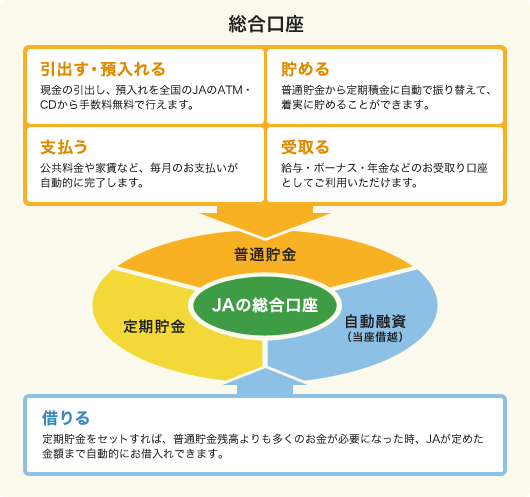 総合口座
引出す・預入れる
現金の引出し、預入れを全国のJAのATM・
CDから手数料無料で行えます。
貯める
普通貯金から定期積金に自動で振り替えて、
着実に貯めることができます。
支払う
公共料金や家賃など、毎月のお支払いが
自動的に完了します。
受取る
給与・ボーナス・年金などのお受取り口座
としてご利用いただけます。
普通貯金
JAの総合口座
定期貯金
自動融資
（当座借越）
借りる
定期貯金をセットすれば、普通貯金残高よりも多くのお金が必要になった時、JAが定めた
金額まで自動的にお借入れできます。